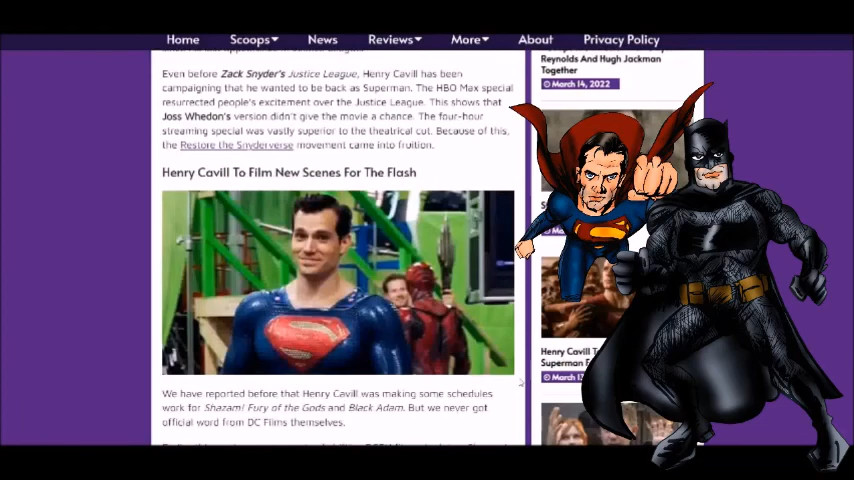 Home Scoops News Reviews More About Privacy Policy
Even before Zack Snyder's Justice League, Henry Cavill has been
campaigning that he wanted to be back as Superman. The HBO Max special
resurrected people's excitement over the Justice League. This shows that
Joss Whedon's version didn't give the movie a chance. The four-hour
streaming special was vastly superior to the theatrical cut. Because of this,
the Restore the Snyderverse movement came into fruition.
Henry Cavill To Film New Scenes For The Flash
We have reported before that Henry Cavill was making some schedules
work for Shazam! Fury of the Gods and Black Adam. But we never got
official word from DC Films themselves.
Reynolds And Hugh Jackman
Together
March 14, 2022
Henry Cavill T
Superman F
March 1